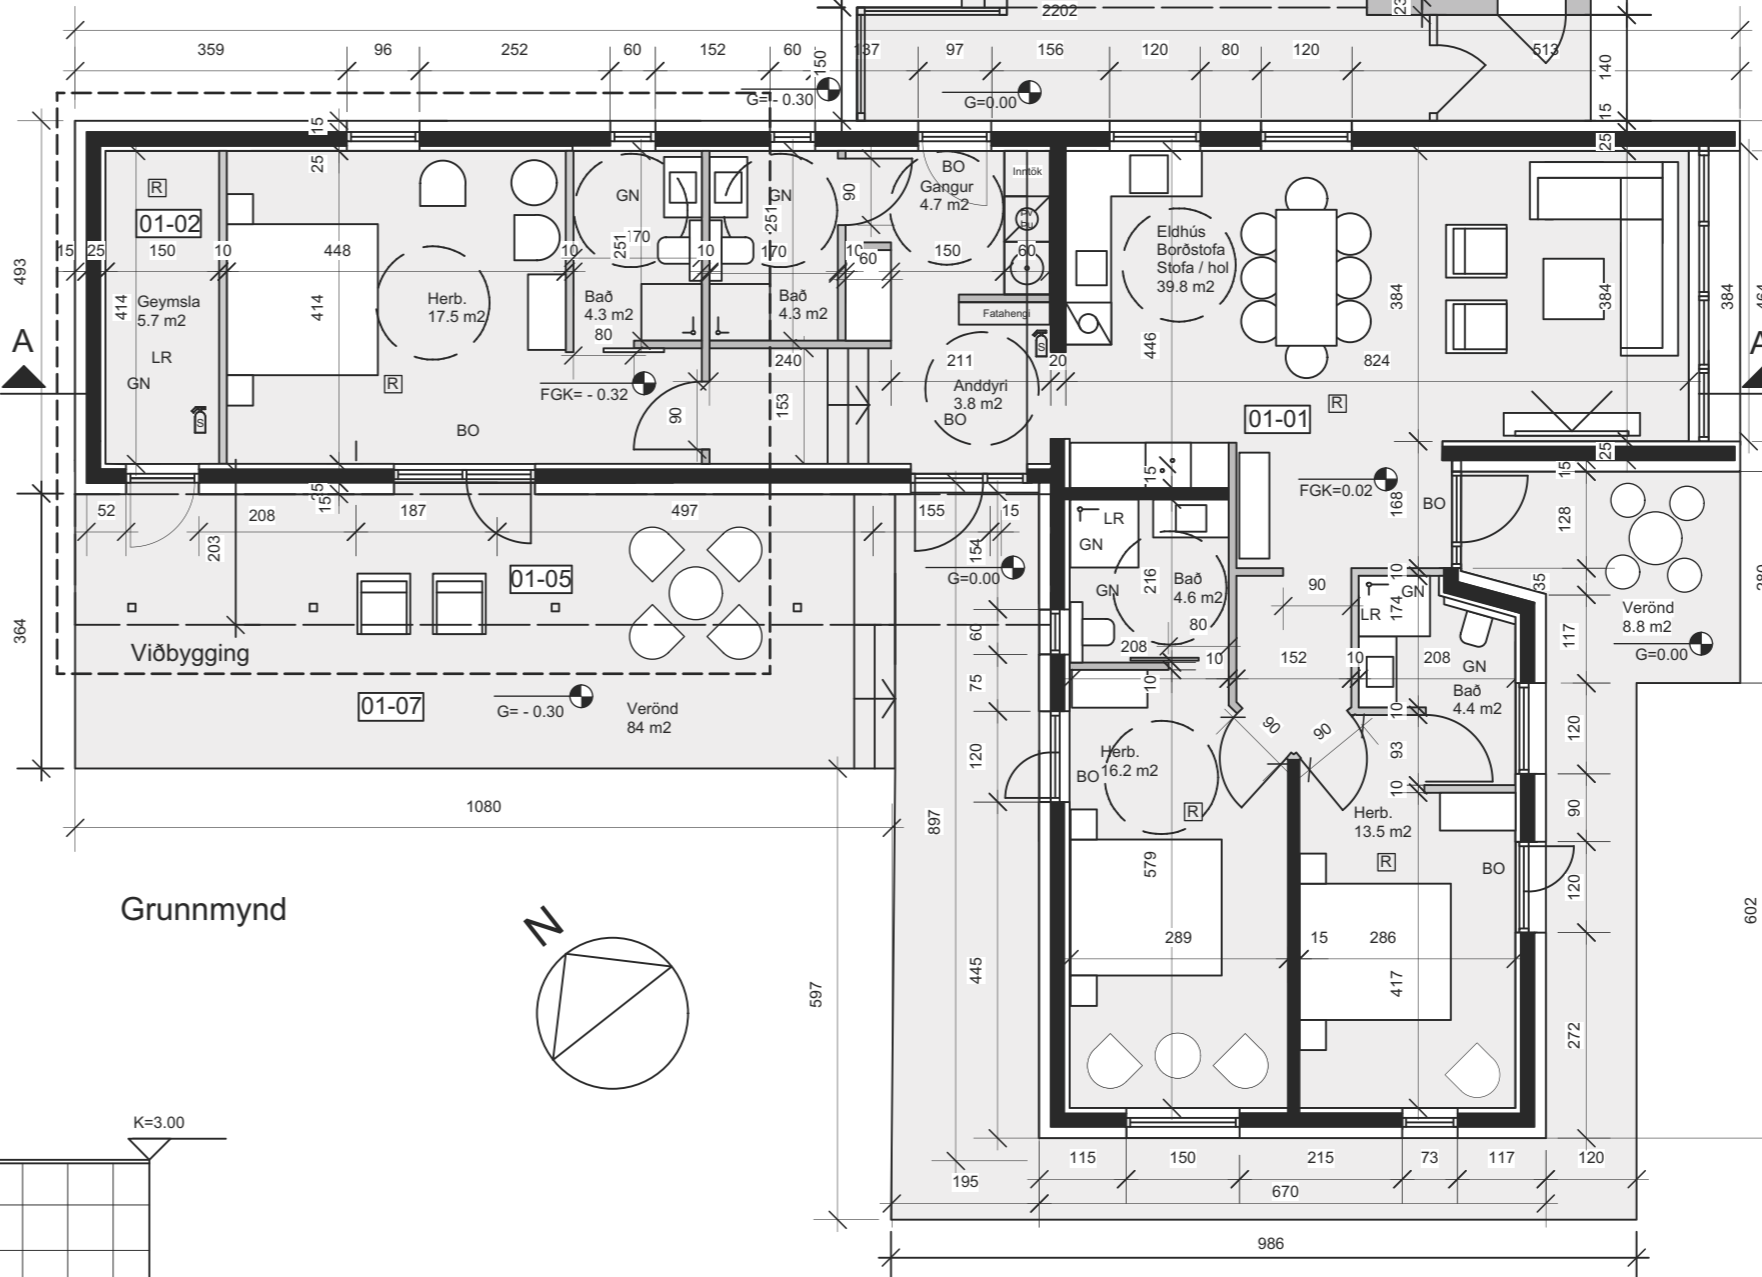 2202
23
359
96
252
60
152
60
137
97
156
120
80
120
513
150
140
G= - 0.30
G=0.00
15
15
25
25
493
R
01-02
GN
GN
90
BO
Gangur
4.7 m2
Inntök
Eldhús
Borðstofa
Stofa / hol
39.8 m2
15
25
150
10
448
10
251
170
10
251
170
10
60
150
60
414
Geymsla
5.7 m2
414
Herb.
17.5 m2
Bað
4.3 m2
Bað
4.3 m2
80
Fatahengi
S
384
384
384
464
446
A
LR
GN
R
FGK= - 0.32
240
211
20
824
A
Anddyri
3.8 m2
BO
90
153
S
BO
01-01
R
25
15
15
FGK=0.02
168
BO
52
208
187
497
155
15
15
25
203
154
G=0.00
LR
GN
216
GN
Bað
4.6 m2
80
90
10
174
GN
LR
35
128
Verönd
8.8 m2
G=0.00
280
01-05
364
Viðbygging
60
208
10
152
10
208
GN
117
75
10
Bað
4.4 m2
10
01-07
G= - 0.30
Verönd
84 m2
90
90
93
120
120
Herb.
16.2 m2
BO
10
1080
897
R
Herb.
13.5 m2
90
579
R
BO
120
Grunnmynd
N
289
15
286
602
445
417
597
272
K=3.00
115
150
215
73
117
120
195
670
986